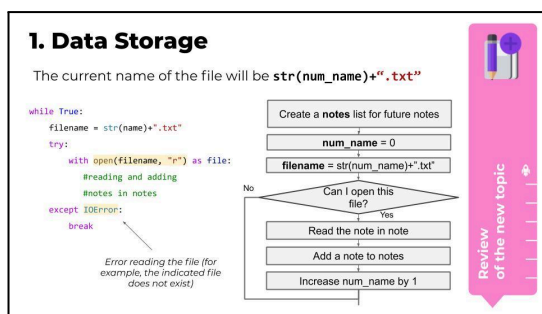 1. Data Storage
The current name of the file will be str(num_name)+“.txt”
while True:
filename = str(name)+".txt"
try:
with open(filename, "r") as file:
#reading and adding
#notes in notes
except IOError:
break
Error reading the file (for
example, the indicated file
does not exist)
Create a notes list for future notes
num_name = 0
filename = str(num_name)+".txt"
No
Can I open this
file?
Yes
Read the note in note
Add a note to notes
Increase num_name by 1
Review
of the new topic